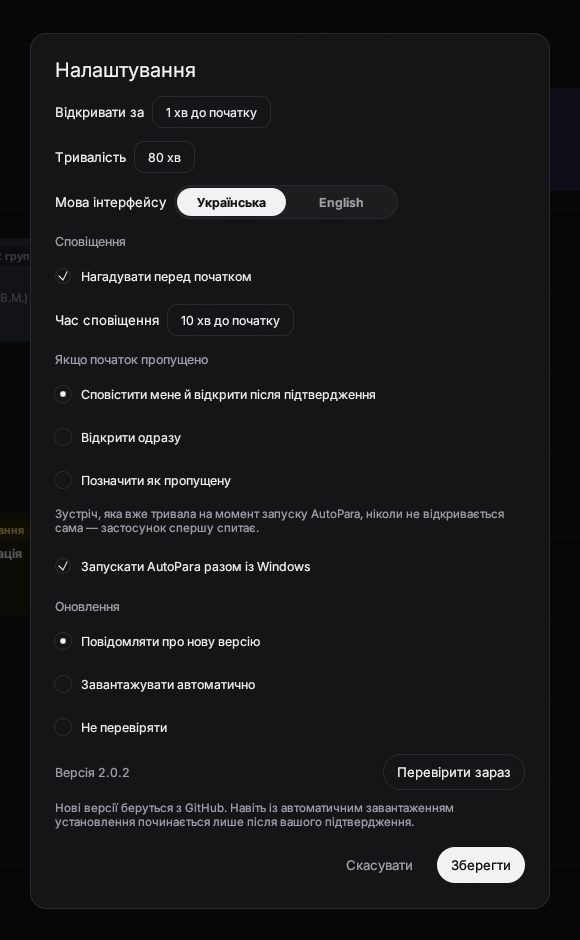 Налаштування
Відкривати за 1 хв до початку
Тривалість 80 хв
Мова інтерфейсу Українська English
Сповіщення
Нагадувати перед початком
Час сповіщення 10 хв до початку
Якщо початок пропущено
Сповістити мене й відкрити після підтвердження
Відкрити одразу
Позначити як пропущену
Зустріч, яка вже тривала на момент запуску AutoPara, ніколи не відкривається
сама — застосунок спершу спитає.
Запускати AutoPara разом із Windows
Оновлення
Повідомляти про нову версію
Завантажувати автоматично
Не перевіряти
Версія 2.0.2 Перевірити зараз
Нові версії беруться з GitHub. Навіть із автоматичним завантаженням
установлення починається лише після вашого підтвердження.
Скасувати Зберегти